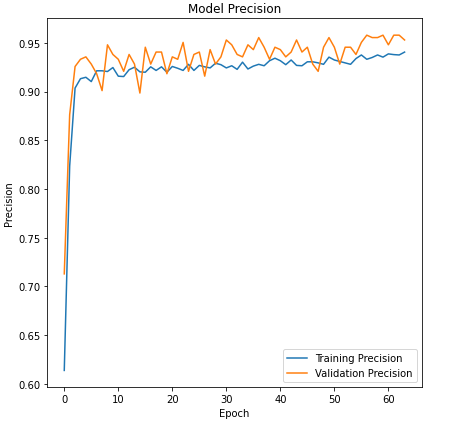 Model Precision
0.95
0.90
0.85
0.80
0.75
0.70
0.65
0.60
Precision
Training Precision
Validation Precision
0 10 20 30 40 50 60
Epoch